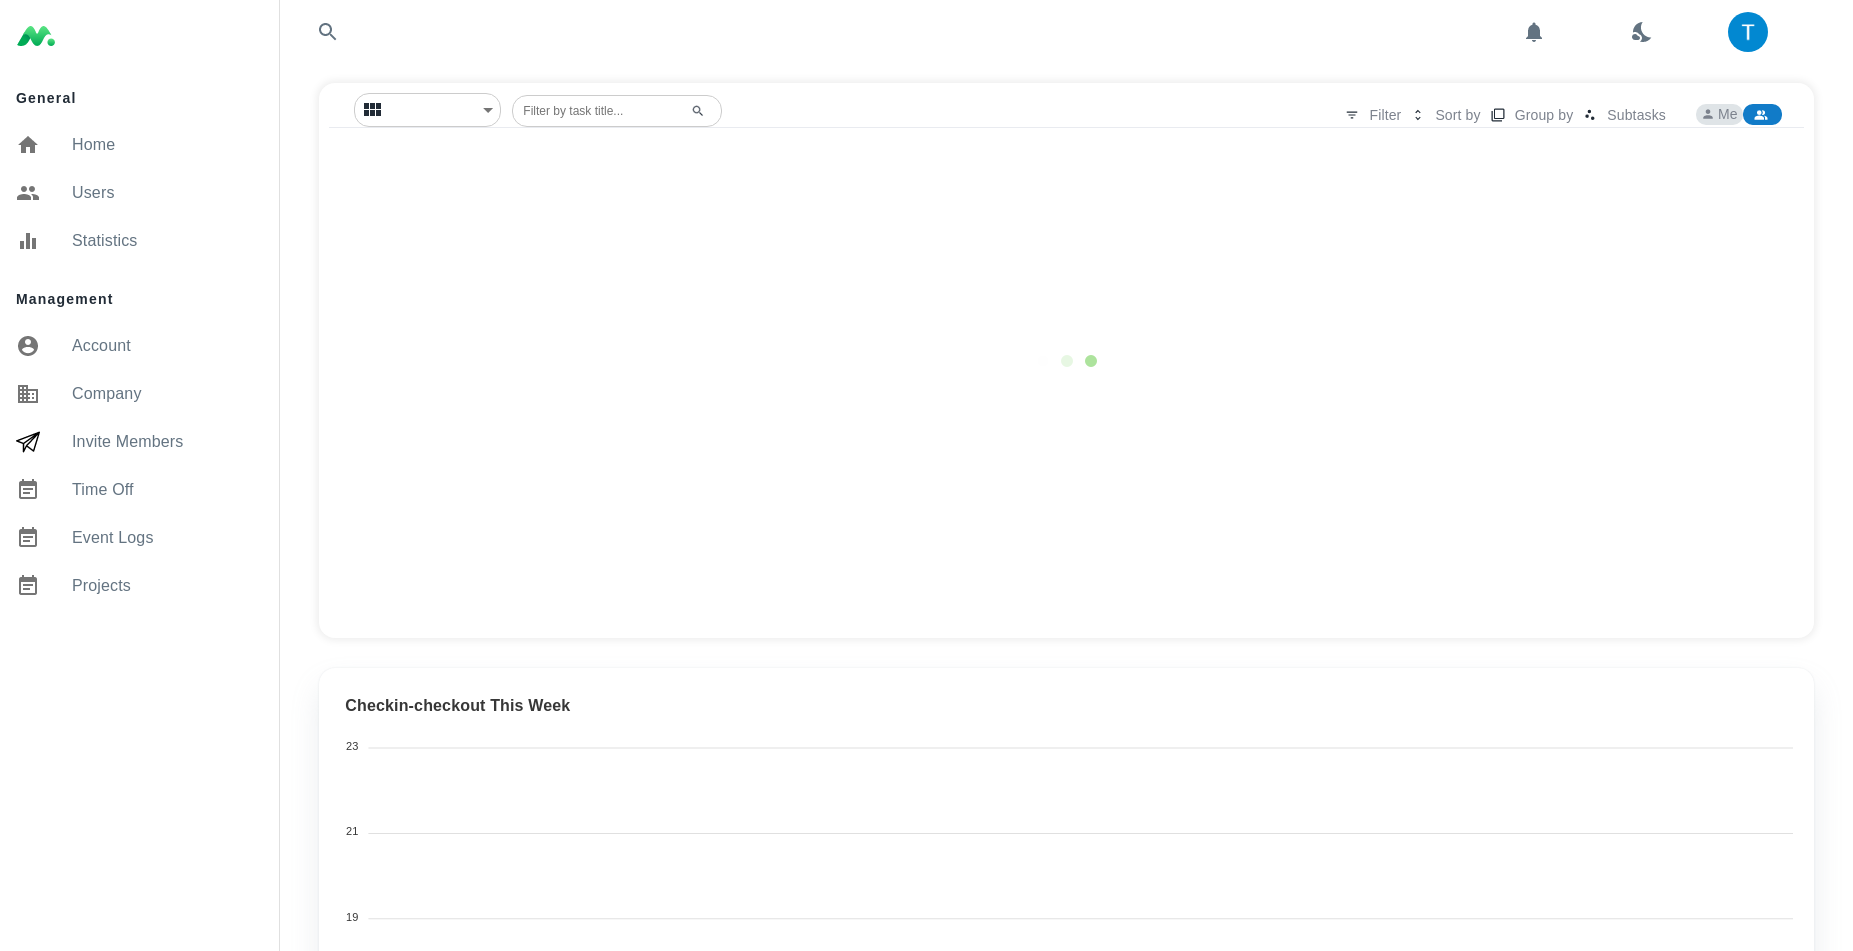 T
General
Home
Users
Statistics
Management
Account
Company
Invite Members
Time Off
Event Logs
Projects
Filter by task title...
Filter
Sort by
Group by
Subtasks
Me
Checkin-checkout This Week
23
21
19